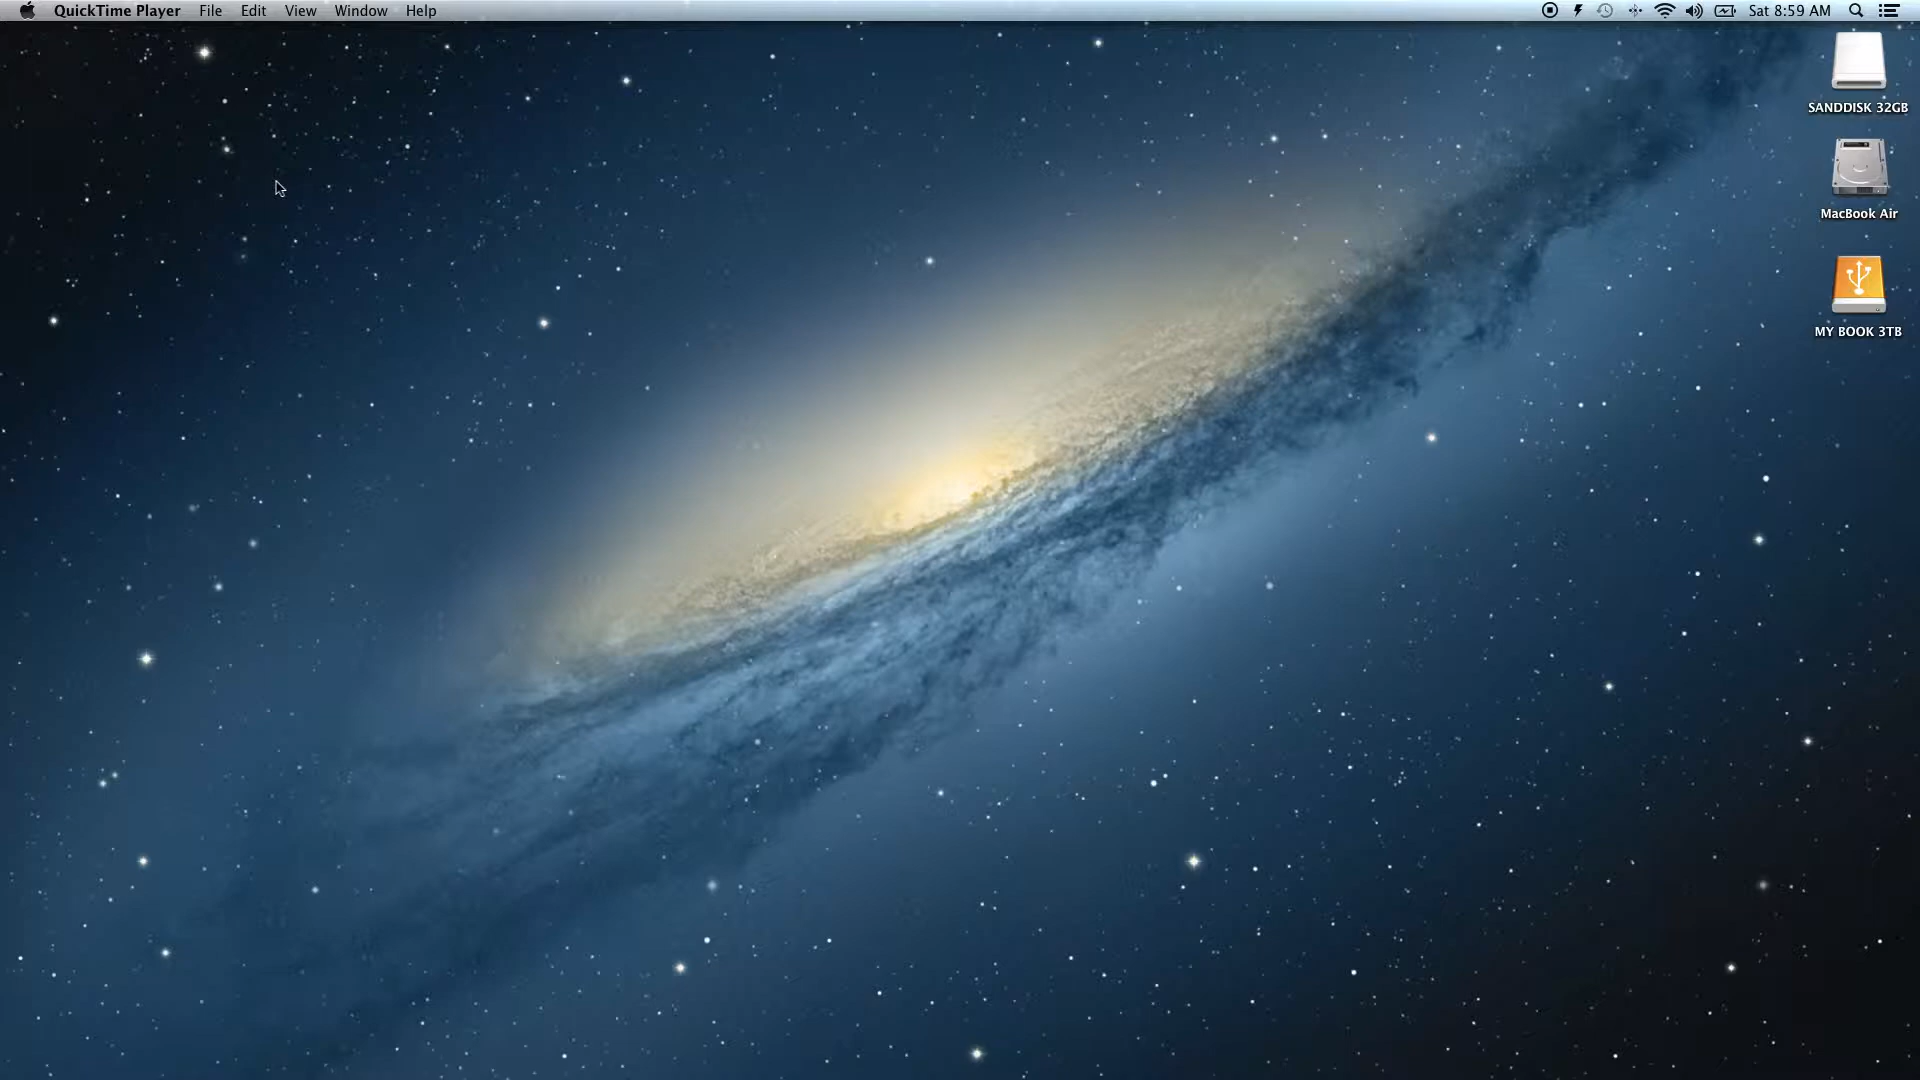 QuickTime Player File Edit View Window Help Sat 8:59 AM
SANDDISK 32GB
MacBook Air
MY BOOK 3TB